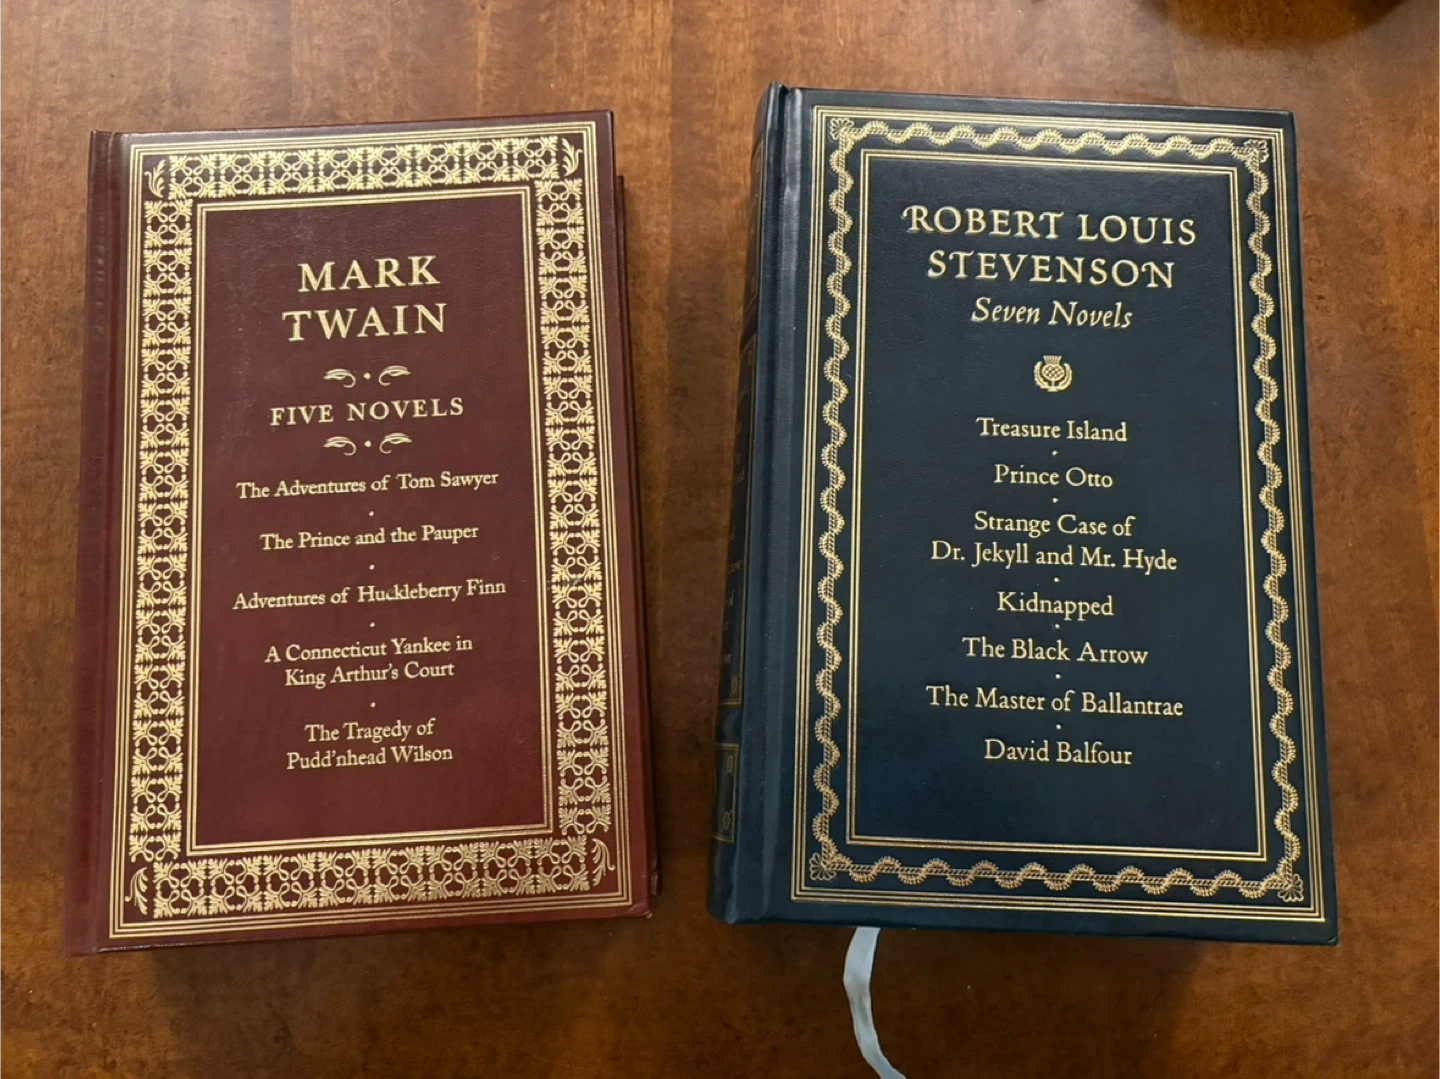 MARK
TWAIN
FIVE NOVELS
The Adventures of Tom Sawyer
The Prince and the Pauper
Adventures of Huckleberry Finn
A Connecticut Yankee in
King Arthur's Court
The Tragedy of
Pudd'nhead Wilson
ROBERT LOUIS
STEVENSON
Seven Novels
Treasure Island
Prince Otto
Strange Case of
Dr. Jekyll and Mr. Hyde
Kidnapped
The Black Arrow
The Master of Ballantrae
David Balfour